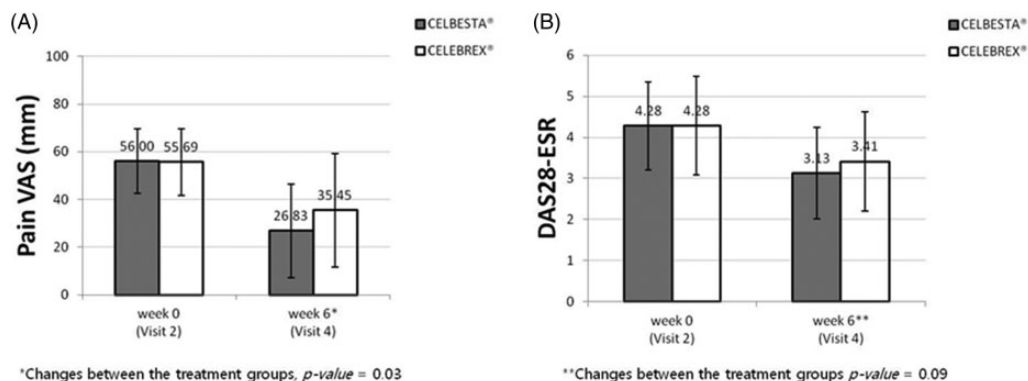 (A)
CELBESTA®
CELEBREX®
Pain VAS (mm)
100
80
60
40
20
0
56.00
55.69
26.83
35.45
week 0
(Visit 2)
week 6*
(Visit 4)
*Changes between the treatment groups, p-value = 0.03
(B)
CELBESTA®
CELEBREX®
DAS28-ESR
6
5
4
3
2
1
0
4.28
4.28
3.13
3.41
week 0
(Visit 2)
week 6**
(Visit 4)
**Changes between the treatment groups p-value = 0.09